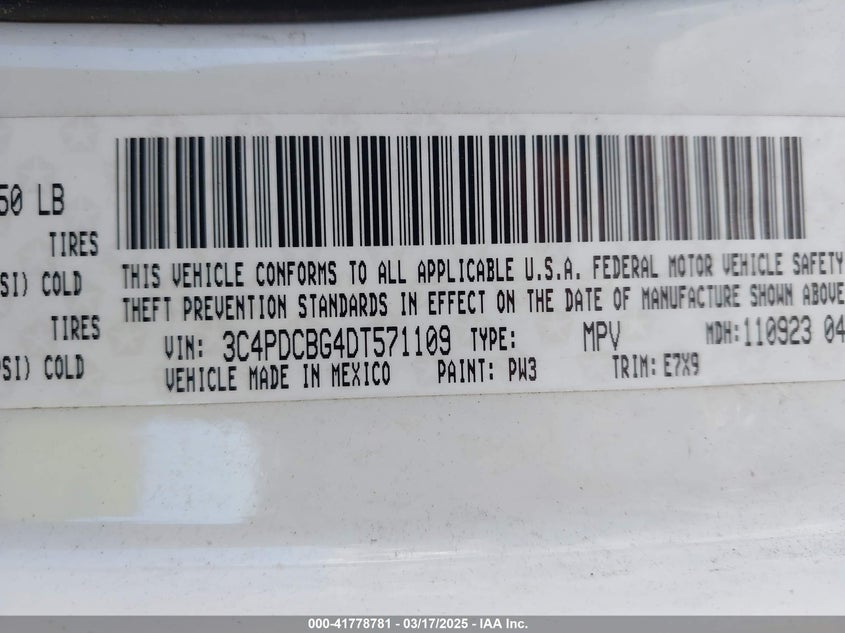 50 LB
TIRES
SI) COLD
TIRES
PSI) COLD
THIS VEHICLE CONFORMS TO ALL APPLICABLE U.S.A. FEDERAL MOTOR VEHICLE SAFETY
THEFT PREVENTION STANDARDS IN EFFECT ON THE DATE OF MANUFACTURE SHOWN ABOVE
VIN: 3C4PDCBG4DT571109 TYPE: MPV MDH:110923 04
VEHICLE MADE IN MEXICO PAINT: PW3 TRIM: E7X9
000-41778781 - 03/17/2025 - IAA Inc.